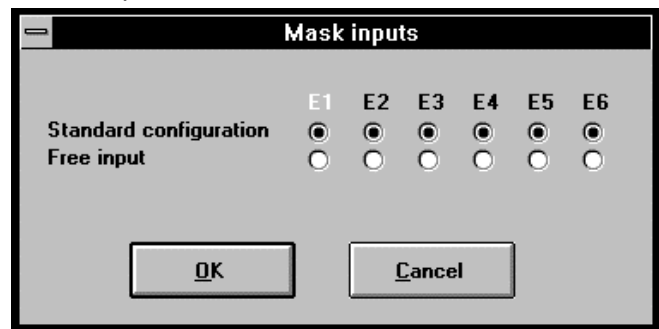 Mask inputs
E1 E2 E3 E4 E5 E6
Standard configuration
Free input
OK Cancel